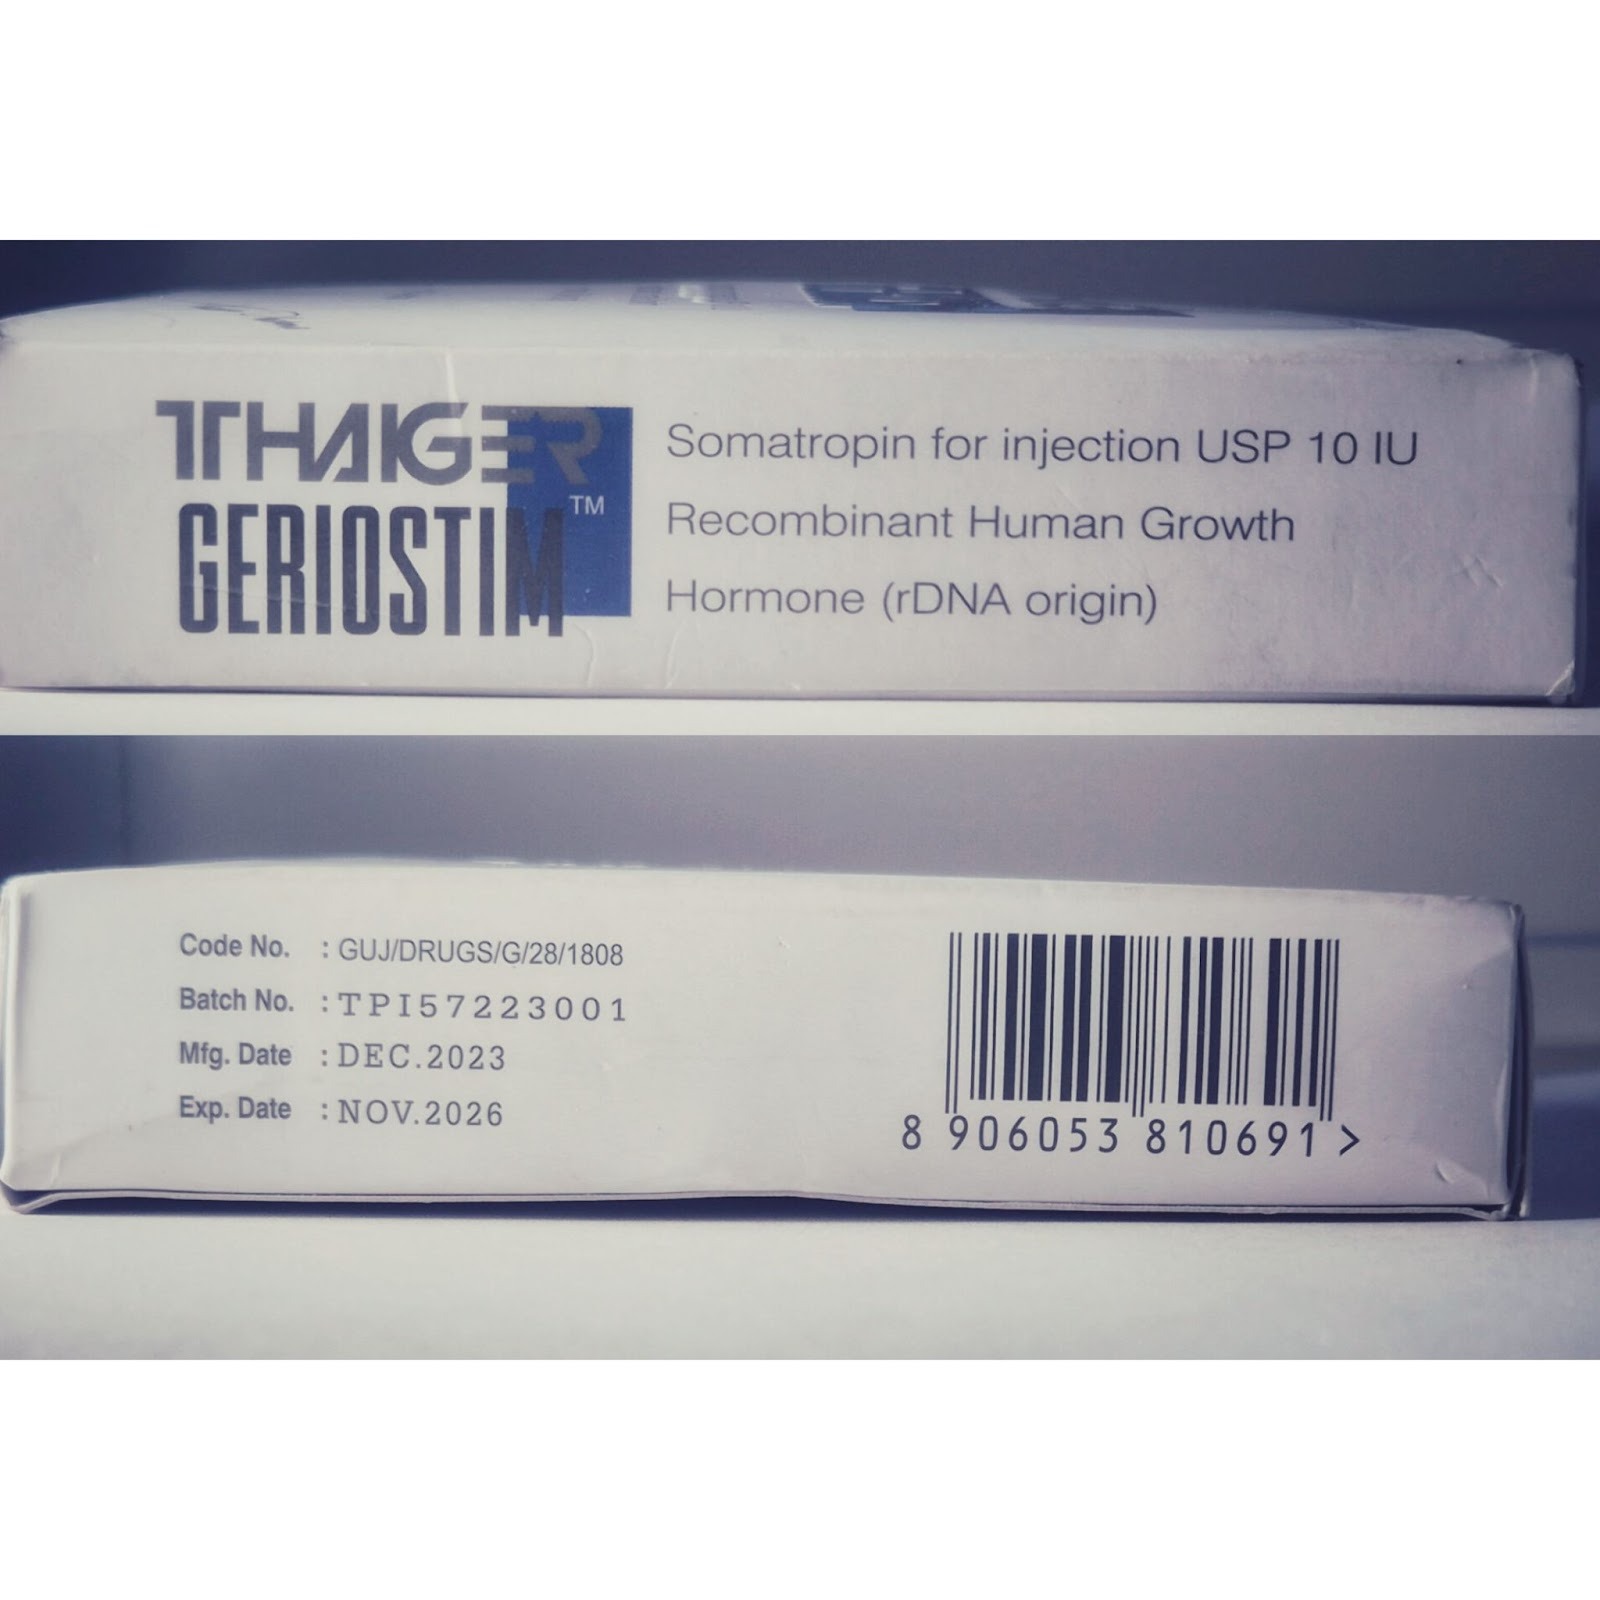 THAIGER
GERIOSTIM™
Somatropin for injection USP 10 IU
Recombinant Human Growth
Hormone (rDNA origin)
Code No. : GUJ/DRUGS/G/28/1808
Batch No. : TPI57223001
Mfg. Date : DEC.2023
Exp. Date : NOV.2026
8 906053 810691 >